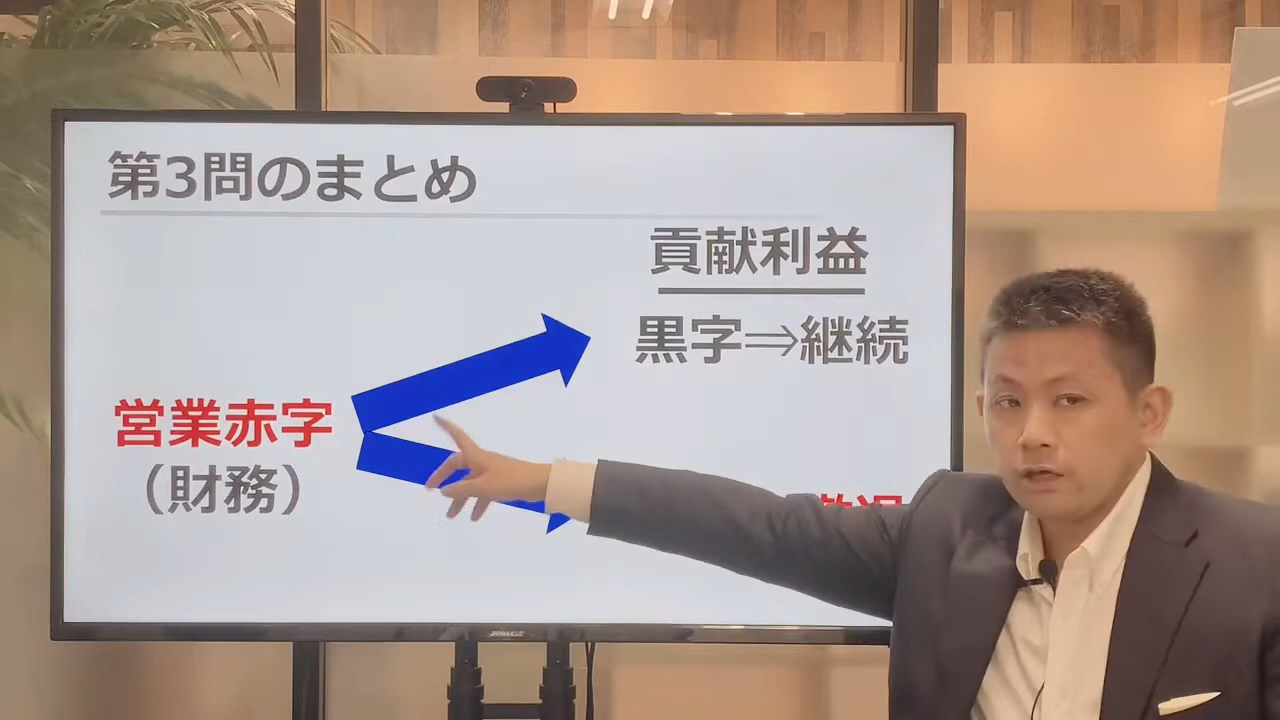 第3問のまとめ
貢献利益
黒字⇒継続
営業赤字
(財務)